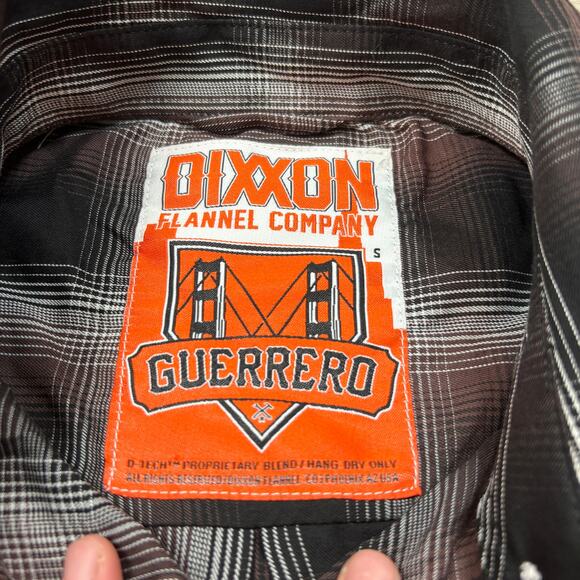 DIXXON
FLANNEL COMPANY
S
GUERRERO
D-TECH™ PROPRIETARY BLEND / HANG DRY ONLY
ALL RIGHTS RESERVED / DIXXON FLANNEL CO. PHOENIX AZ USA